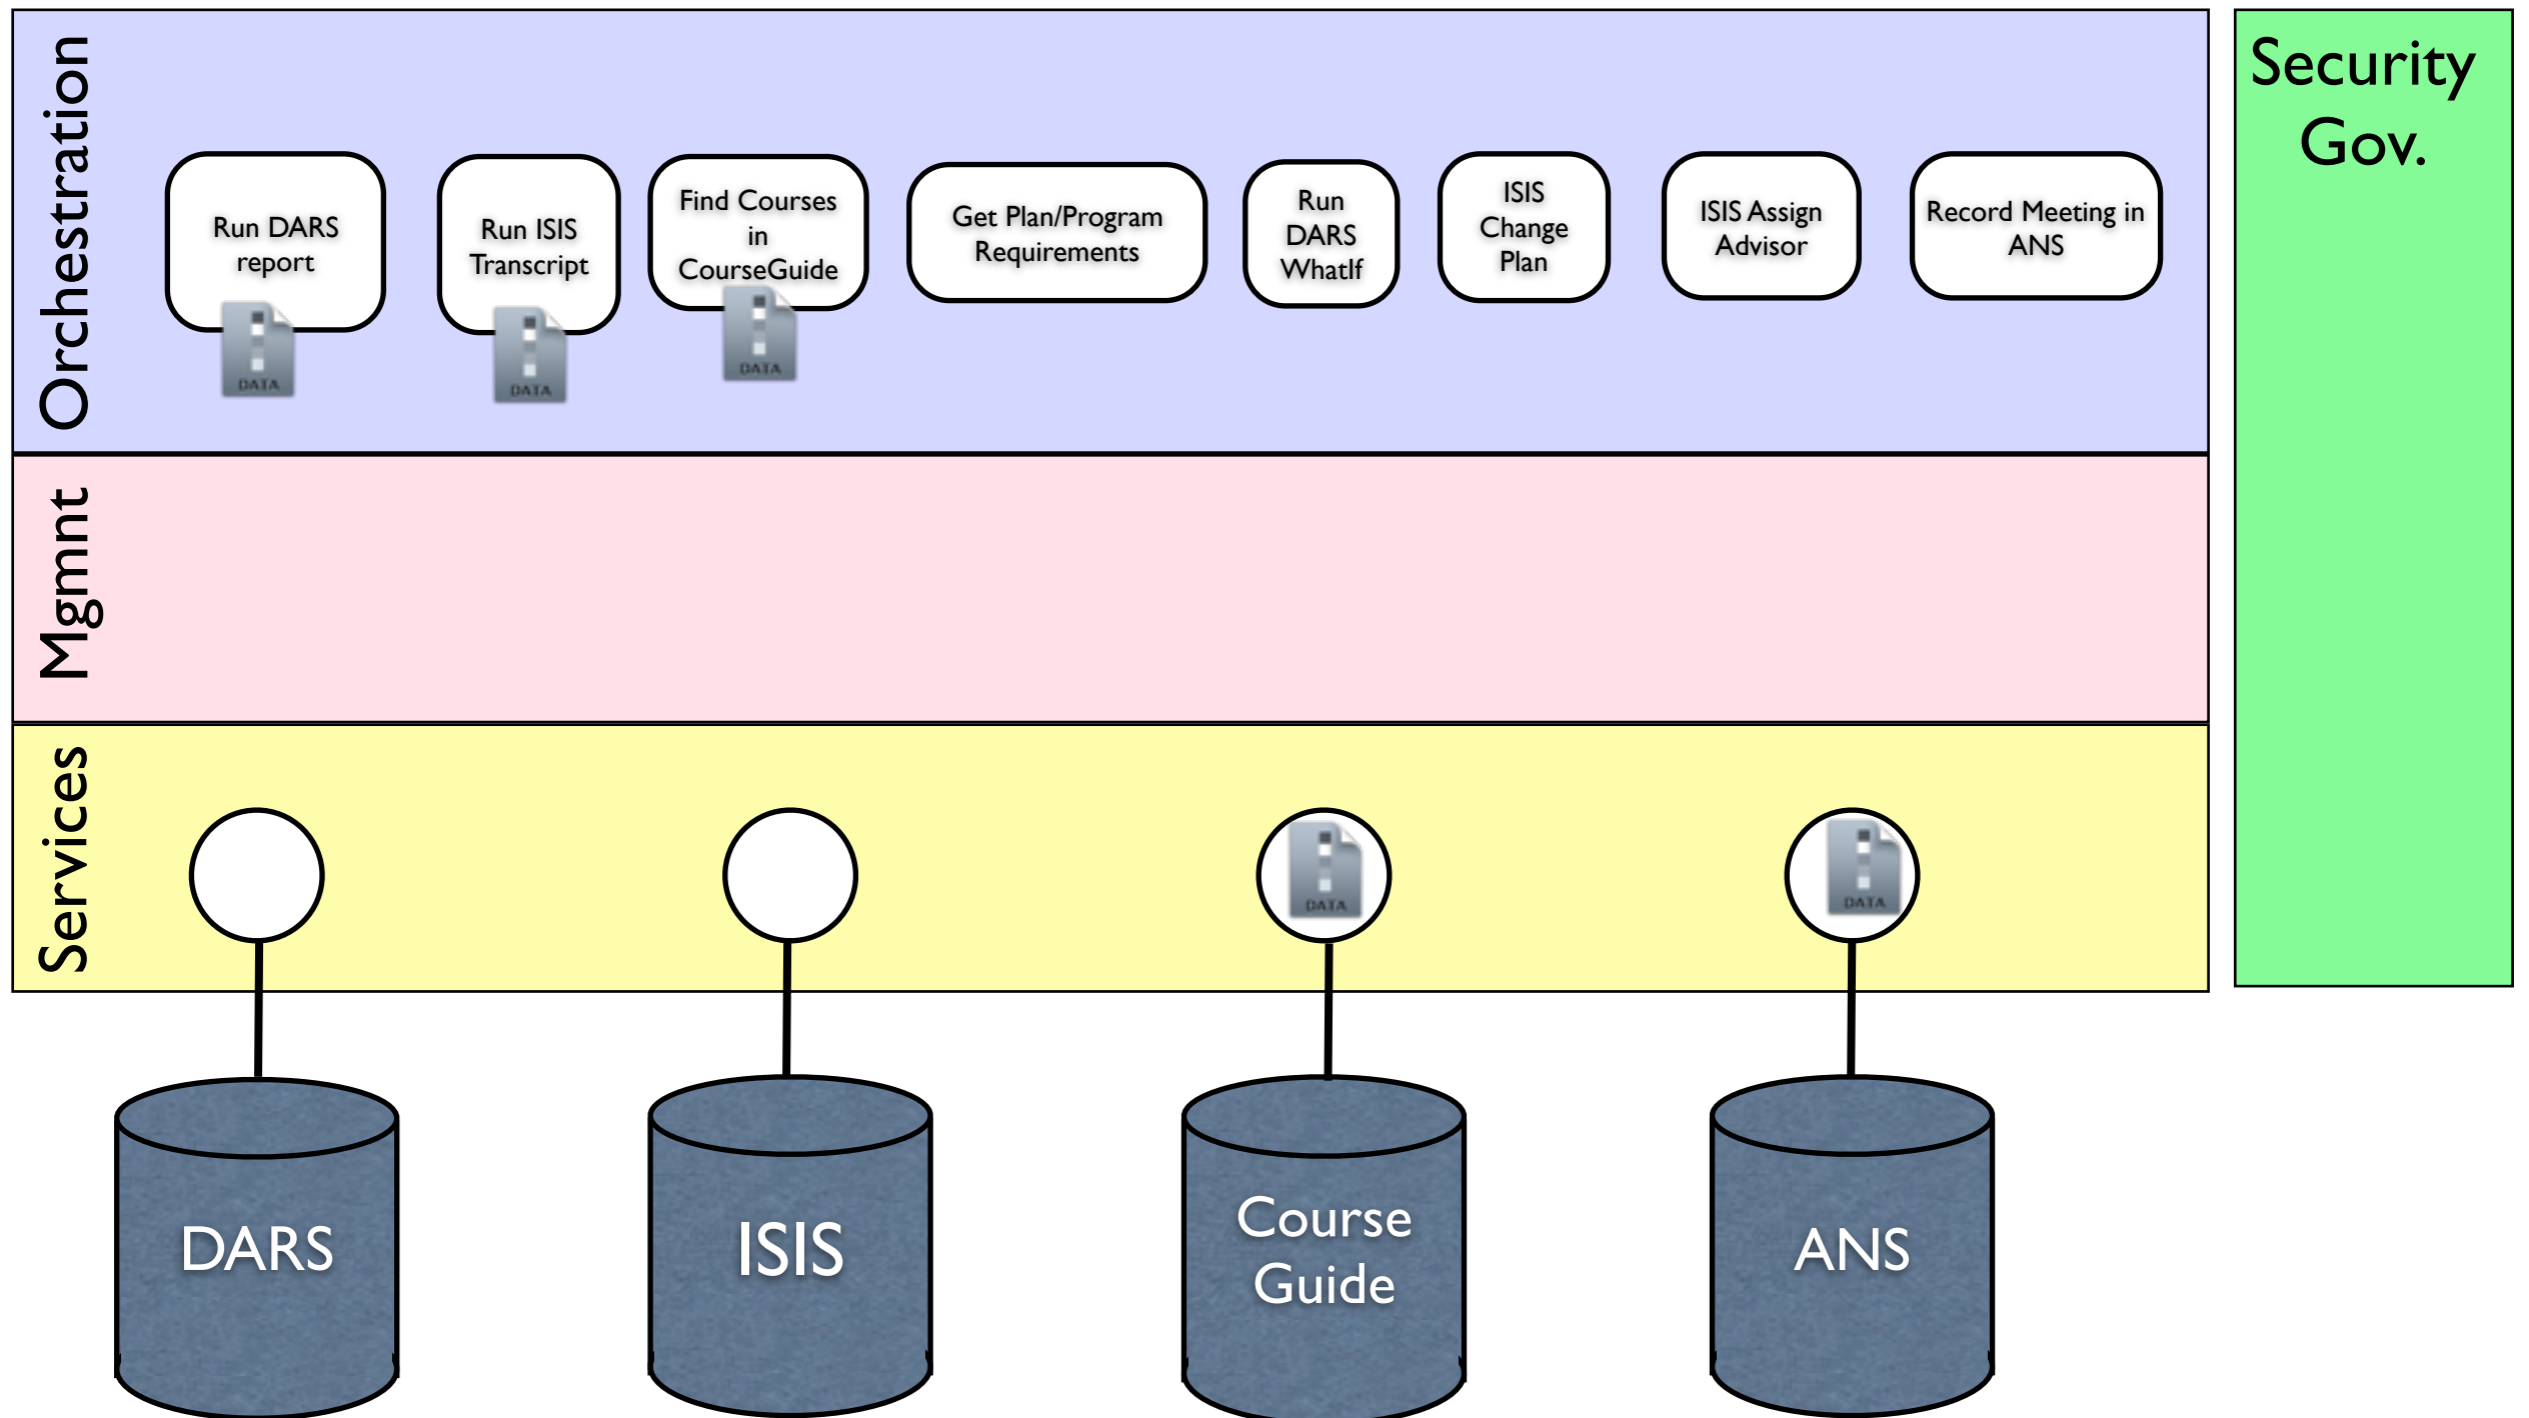 Orchestration
Run DARS
report
DATA
Run ISIS
Transcript
DATA
Find Courses
in
CourseGuide
DATA
Get Plan/Program
Requirements
Run
DARS
WhatIf
ISIS
Change
Plan
ISIS Assign
Advisor
Record Meeting in
ANS
Security
Gov.
Mgmnt
Services
DATA
DATA
DARS
ISIS
Course
Guide
ANS